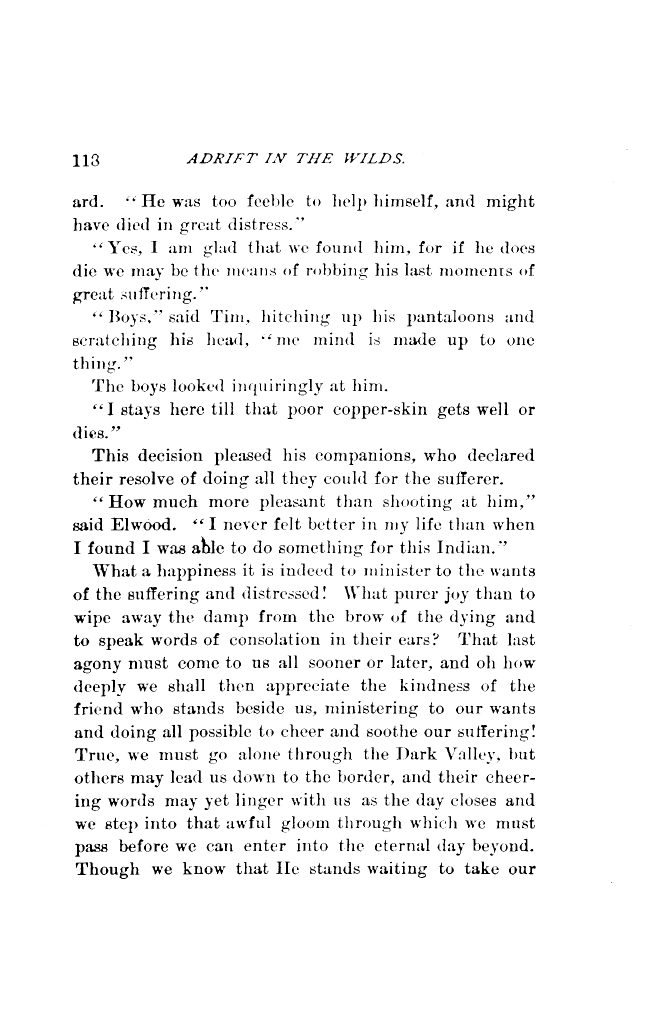 113 ADRIFT IN THE WILDS.
ard. "He was too feeble to help himself, and might
have died in great distress."
"Yes, I am glad that we found him, for if he does
die we may be the means of robbing his last moments of
great suffering."
"Boys," said Tim, hitching up his pantaloons and
scratching his head, "me mind is made up to one
thing."
The boys looked inquiringly at him.
"I stays here till that poor copper-skin gets well or
dies."
This decision pleased his companions, who declared
their resolve of doing all they could for the sufferer.
"How much more pleasant than shooting at him,"
said Elwood. "I never felt better in my life than when
I found I was able to do something for this Indian."
What a happiness it is indeed to minister to the wants
of the suffering and distressed! What purer joy than to
wipe away the damp from the brow of the dying and
to speak words of consolation in their ears? That last
agony must come to us all sooner or later, and oh how
deeply we shall then appreciate the kindness of the
friend who stands beside us, ministering to our wants
and doing all possible to cheer and soothe our suffering!
True, we must go alone through the Dark Valley, but
others may lead us down to the border, and their cheer-
ing words may yet linger with us as the day closes and
we step into that awful gloom through which we must
pass before we can enter into the eternal day beyond.
Though we know that He stands waiting to take our